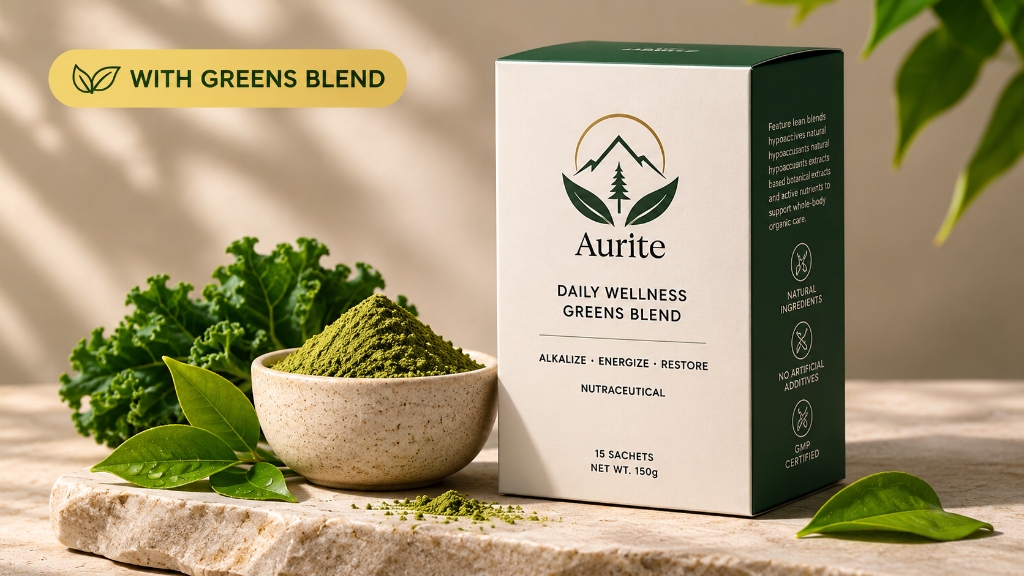 WITH GREENS BLEND
Aurite
DAILY WELLNESS
GREENS BLEND
ALKALIZE · ENERGIZE · RESTORE
NUTRACEUTICAL
15 SACHETS
NET WT. 150g
Feature lean blends
hypoactives natural
hypoaccusants natural
hypoaccusants extracts
based botanical extracts
and active nutrients to
support whole-body
organic care.
NATURAL
INGREDIENTS
NO ARTIFICIAL
ADDITIVES
GMP
CERTIFIED